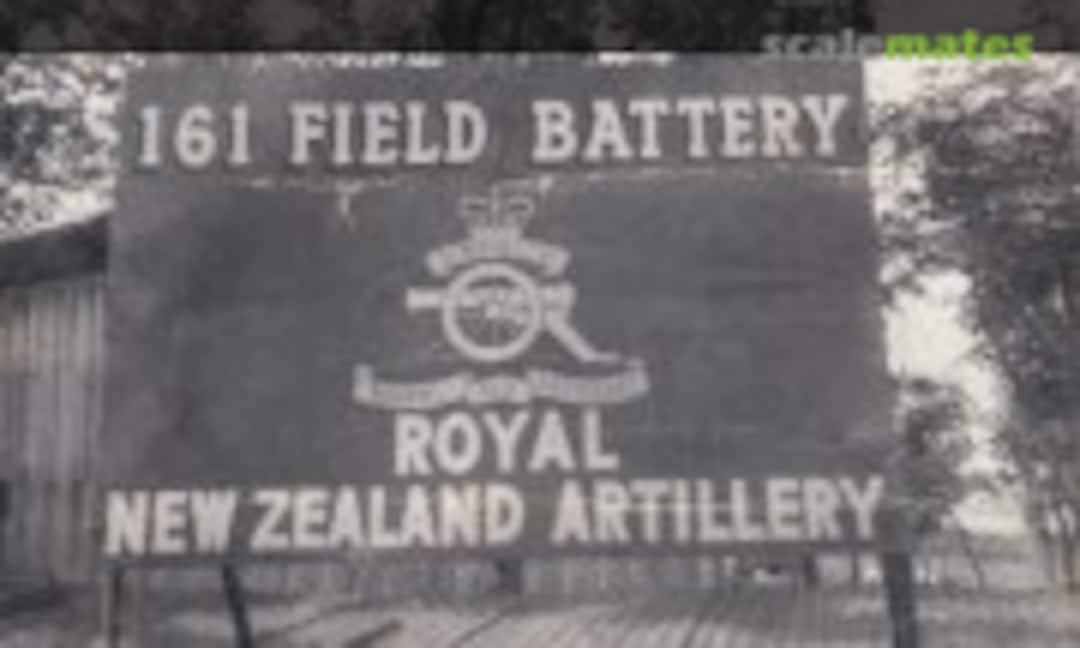 scalemates
161 FIELD BATTERY
ROYAL
NEW ZEALAND ARTILLERY